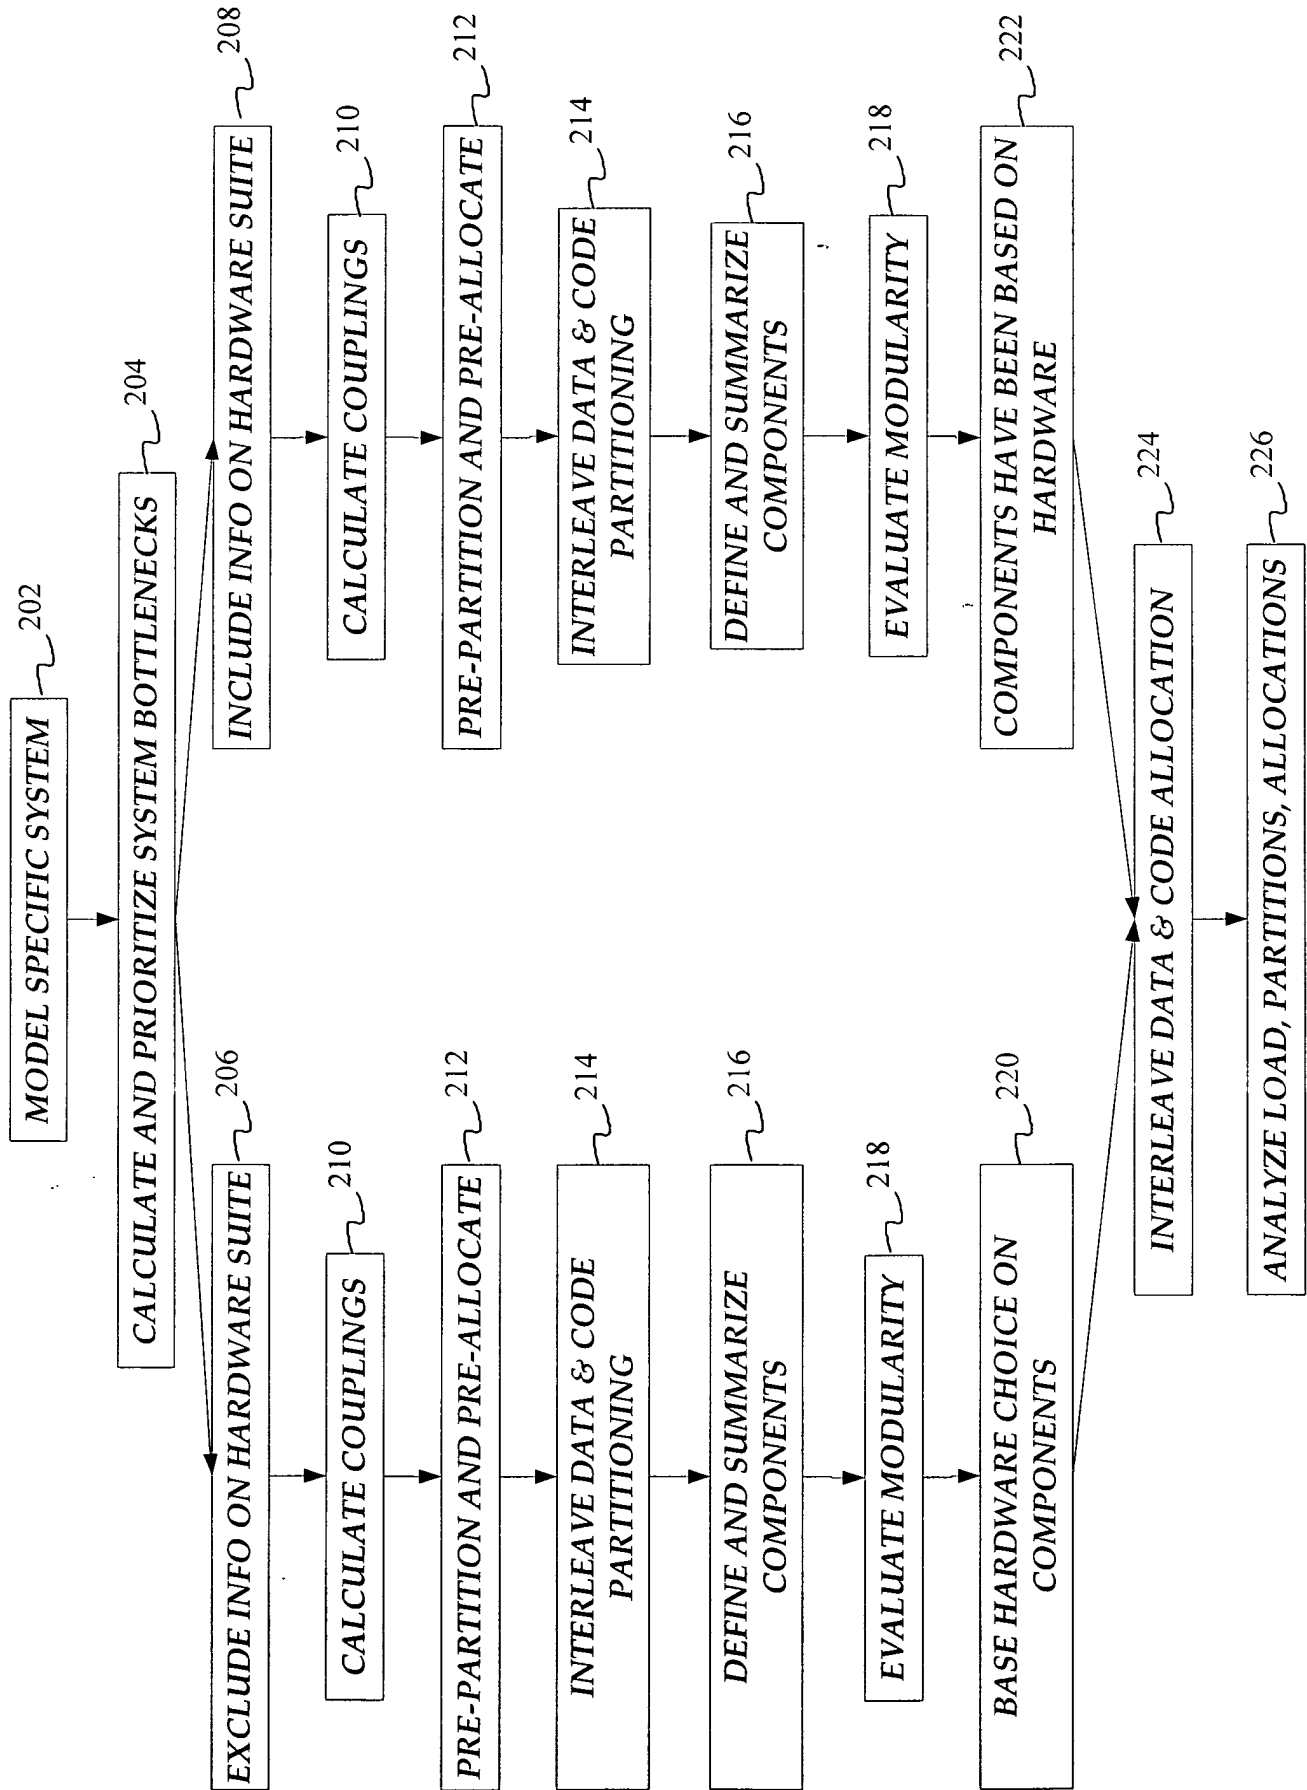 MODEL SPECIFIC SYSTEM
202
CALCULATE AND PRIORITIZE SYSTEM BOTTLENECKS
204
EXCLUDE INFO ON HARDWARE SUITE
206
CALCULATE COUPLINGS
210
PRE-PARTITION AND PRE-ALLOCATE
212
INTERLEAVE DATA & CODE
PARTITIONING
214
DEFINE AND SUMMARIZE
COMPONENTS
216
EVALUATE MODULARITY
218
BASE HARDWARE CHOICE ON
COMPONENTS
220
INCLUDE INFO ON HARDWARE SUITE
208
CALCULATE COUPLINGS
210
PRE-PARTITION AND PRE-ALLOCATE
212
INTERLEAVE DATA & CODE
PARTITIONING
214
DEFINE AND SUMMARIZE
COMPONENTS
216
EVALUATE MODULARITY
218
COMPONENTS HAVE BEEN BASED ON
HARDWARE
222
INTERLEAVE DATA & CODE ALLOCATION
224
ANALYZE LOAD, PARTITIONS, ALLOCATIONS
226